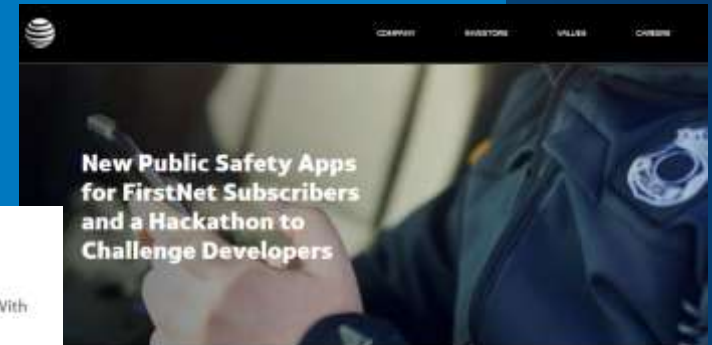 COMPANY INVESTORS VALUES CAREERS
New Public Safety Apps
for FirstNet Subscribers
and a Hackathon to
Challenge Developers
With